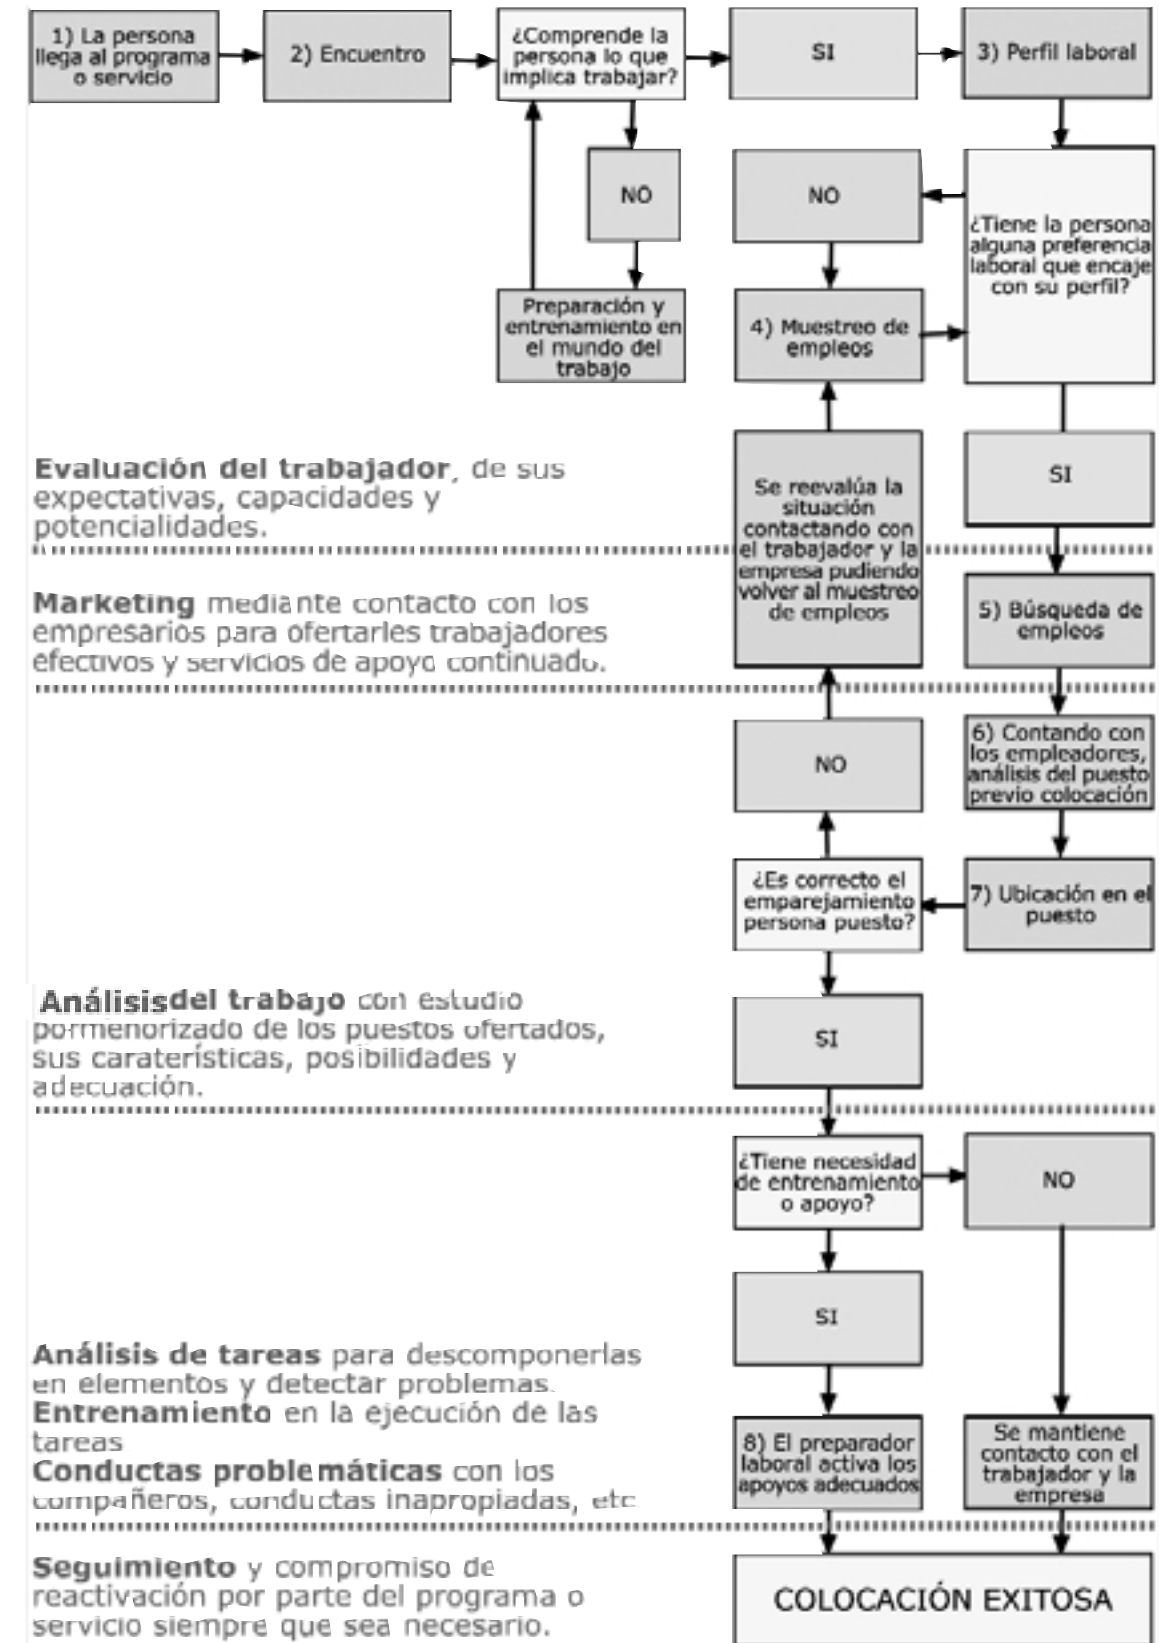 1) La persona
llega al programa
o servicio
2) Encuentro
¿Comprende la
persona lo que
implica trabajar?
SI
3) Perfil laboral
NO
NO
¿Tiene la persona
alguna preferencia
laboral que encaje
con su perfil?
Preparación y
entrenamiento en
el mundo del
trabajo
4) Muestreo de
empleos
Evaluación del trabajador, de sus
expectativas, capacidades y
potencialidades.
Se reevalúa la
situación
contactando con
el trabajador y la
empresa pudiendo
volver al muestreo
de empleos
SI
Marketing mediante contacto con los
empresarios para ofertarles trabajadores
efectivos y servicios de apoyo continuado.
5) Búsqueda de
empleos
NO
6) Contando con
los empleadores,
análisis del puesto
previo colocación
¿Es correcto el
emparejamiento
persona puesto?
7) Ubicación en el
puesto
Análisis del trabajo con estudio
pormenorizado de los puestos ofertados,
sus caraterísticas, posibilidades y
adecuación.
SI
¿Tiene necesidad
de entrenamiento
o apoyo?
NO
SI
Análisis de tareas para descomponerlas
en elementos y detectar problemas.
Entrenamiento en la ejecución de las
tareas
Conductas problemáticas con los
compañeros, conductas inapropiadas, etc
8) El preparador
laboral activa los
apoyos adecuados
Se mantiene
contacto con el
trabajador y la
empresa
Seguimiento y compromiso de
reactivación por parte del programa o
servicio siempre que sea necesario.
COLOCACIÓN EXITOSA